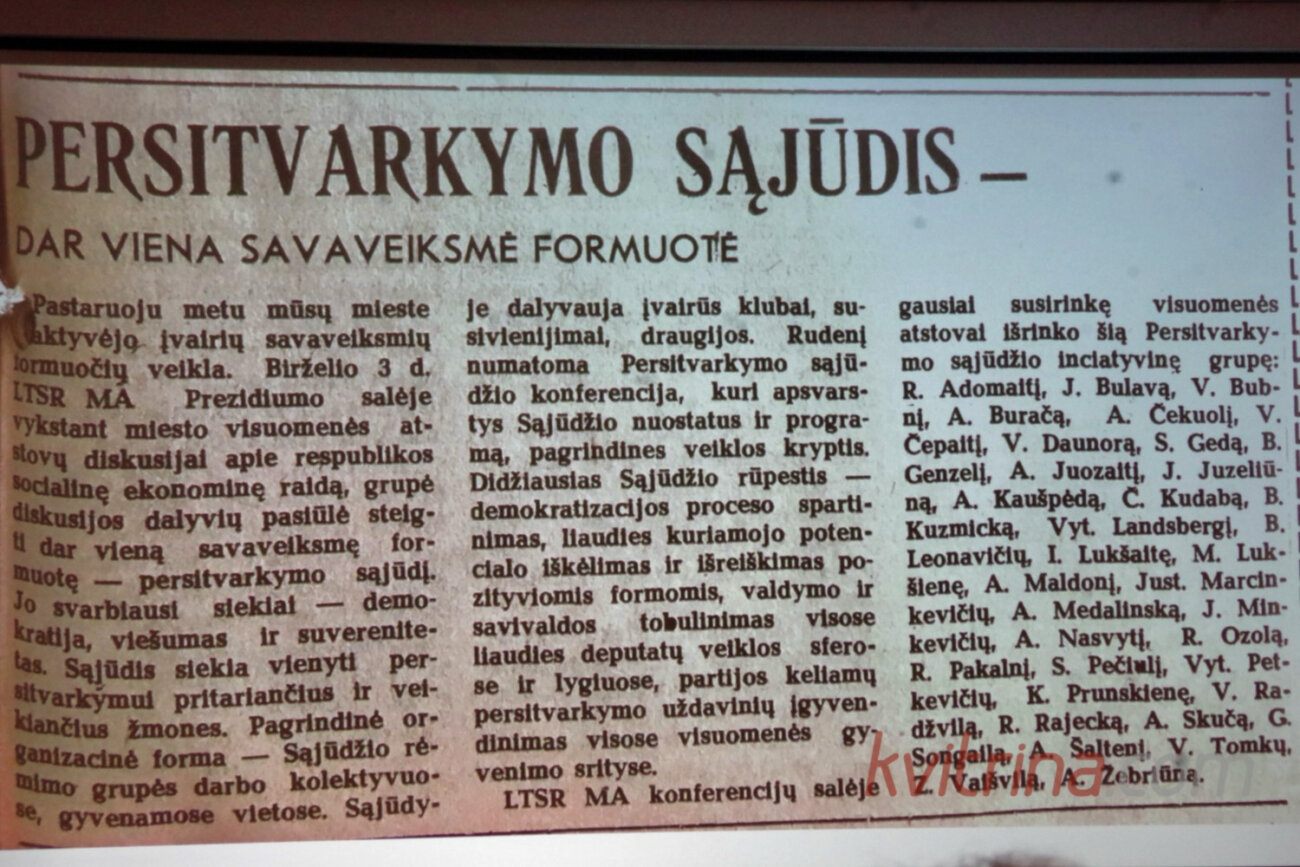 PERSITVARKYMO SĄJŪDIS –
DAR VIENA SAVAVEIKSMĖ FORMUOTĖ
Pastaruoju metu mūsų mieste
aktyvėjo įvairių savaveiksmių
formuočių veikla. Birželio 3 d.
LTSR MA Prezidiumo salėje
vykstant miesto visuomenės at-
stovų diskusijai apie respublikos
socialinę ekonominę raidą, grupė
diskusijos dalyvių pasiūlė steig-
ti dar vieną savaveiksmę for-
muotę — persitvarkymo sąjūdį.
Jo svarbiausi siekiai — demo-
kratija, viešumas ir suverenite-
tas. Sąjūdis siekia vienyti per-
sitvarkymui pritariančius ir vei-
kiančius žmones. Pagrindinė or-
ganizacinė forma — Sąjūdžio rė-
mimo grupės darbo kolektyvuo-
se, gyvenamose vietose. Sąjūdy-
je dalyvauja įvairūs klubai, su-
sivienijimai, draugijos. Rudenį
numatoma Persitvarkymo sąjū-
džio konferencija, kuri apsvars-
tys Sąjūdžio nuostatus ir progra-
mą, pagrindines veiklos kryptis.
Didžiausias Sąjūdžio rūpestis —
demokratizacijos proceso sparti-
nimas, liaudies kuriamojo poten-
cialo iškėlimas ir išreiškimas po-
zityviomis formomis, valdymo ir
savivaldos tobulinimas visose
liaudies deputatų veiklos sfero-
se ir lygiuose, partijos keliamų
persitvarkymo uždavinių įgyven-
dinimas visose visuomenės gy-
venimo srityse.
LTSR MA konferencijų salėje
gausiai susirinkę visuomenės
atstovai išrinko šią Persitvarky-
mo sąjūdžio inciatyvinę grupę:
R. Adomaitį, J. Bulavą, V. Bub-
nį, A. Buračą, A. Čekuolį, V.
Čepaitį, V. Daunorą, S. Gedą, B.
Genzelį, A. Juozaitį, J. Juzeliū-
ną, A. Kaušpėdą, Č. Kudabą, B.
Kuzmicką, Vyt. Landsbergį, B.
Leonavičių, I. Lukšaitę, M. Luk-
šienę, A. Maldonį, Just. Marcin-
kevičių, A. Medalinską, J. Min-
kevičių, A. Nasvytį, R. Ozolą,
R. Pakalnį, S. Pečiulį, Vyt. Pet-
kevičių, K. Prunskienę, V. Ra-
džvilą, R. Rajecką, A. Skučą, G.
Songailą, A. Šaltenį, V. Tomkų,
Z. Vaišvilą, A. Žebriūną.
kvitrina.com